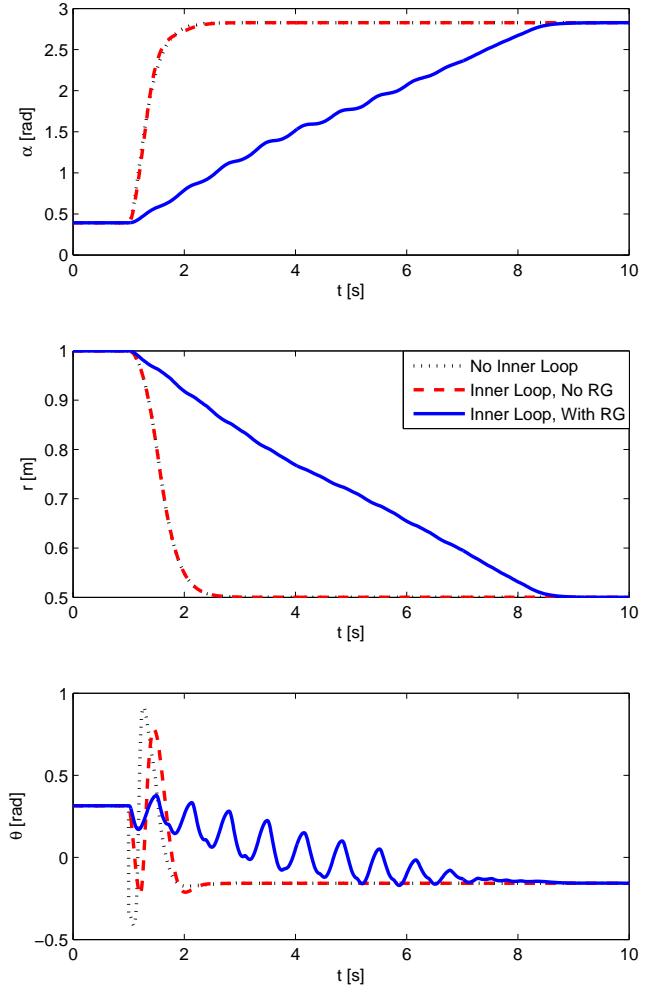 3
2.5
2
1.5
1
0.5
0
α [rad]
0 2 4 6 8 10
t [s]
1
0.9
0.8
0.7
0.6
0.5
r [m]
No Inner Loop
Inner Loop, No RG
Inner Loop, With RG
0 2 4 6 8 10
t [s]
1
0.5
0
−0.5
θ [rad]
0 2 4 6 8 10
t [s]